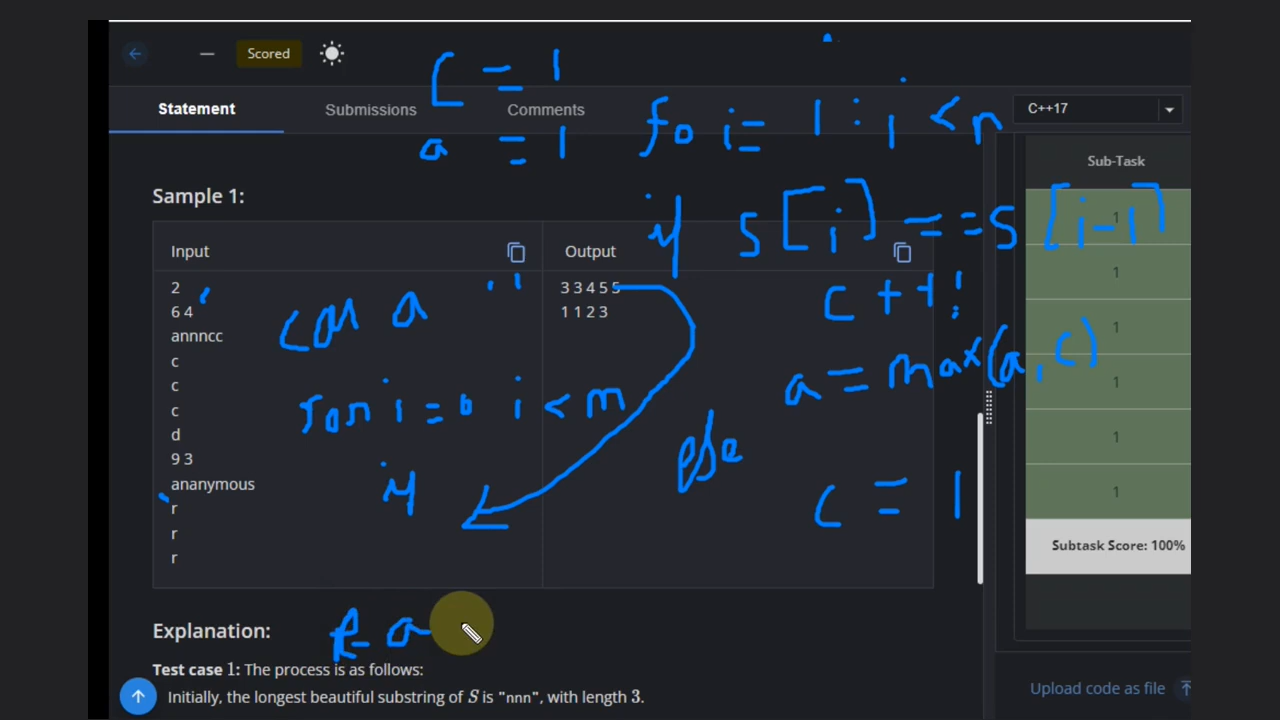 Scored
Statement Submissions Comments
C++17
c = 1
a = 1
fo i = 1 : i < n
Sub-Task
Sample 1:
if s[i] == s[i-1]
1
Input Output
2
3 3 4 5 5
6 4
1 1 2 3
c++;
1
annncc
1
c
a = max(a, c)
c
1
c
for i = 0 i < m
d
1
else
9 3
ananymous
if
c = 1
1
r
r
r
Subtask Score: 100%
Explanation:
a
Test case 1: The process is as follows:
Initially, the longest beautiful substring of S is "nnn", with length 3.
Upload code as file